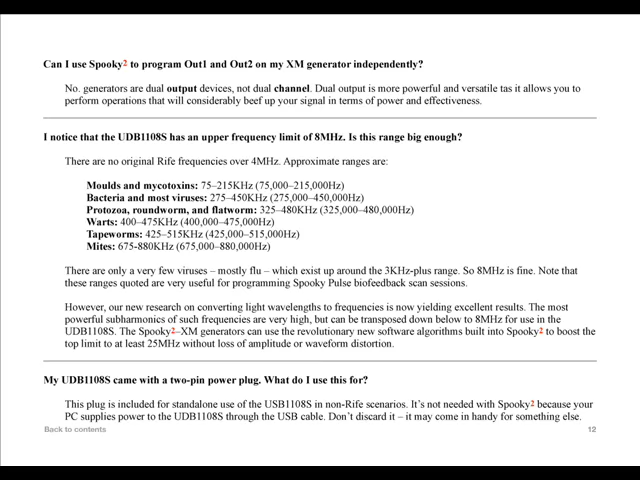 Can I use Spooky2 to program Out1 and Out2 on my XM generator independently?
No. generators are dual output devices, not dual channel. Dual output is more powerful and versatile tas it allows you to
perform operations that will considerably beef up your signal in terms of power and effectiveness.
I notice that the UDB1108S has an upper frequency limit of 8MHz. Is this range big enough?
There are no original Rife frequencies over 4MHz. Approximate ranges are:
Moulds and mycotoxins: 75–215KHz (75,000–215,000Hz)
Bacteria and most viruses: 275–450KHz (275,000–450,000Hz)
Protozoa, roundworm, and flatworm: 325–480KHz (325,000–480,000Hz)
Warts: 400–475KHz (400,000–475,000Hz)
Tapeworms: 425–515KHz (425,000–515,000Hz)
Mites: 675-880KHz (675,000–880,000Hz)
There are only a very few viruses – mostly flu – which exist up around the 3KHz-plus range. So 8MHz is fine. Note that
these ranges quoted are very useful for programming Spooky Pulse biofeedback scan sessions.
However, our new research on converting light wavelengths to frequencies is now yielding excellent results. The most
powerful subharmonics of such frequencies are very high, but can be transposed down below to 8MHz for use in the
UDB1108S. The Spooky2–XM generators can use the revolutionary new software algorithms built into Spooky2 to boost the
top limit to at least 25MHz without loss of amplitude or waveform distortion.
My UDB1108S came with a two-pin power plug. What do I use this for?
This plug is included for standalone use of the USB1108S in non-Rife scenarios. It's not needed with Spooky2 because your
PC supplies power to the UDB1108S through the USB cable. Don't discard it – it may come in handy for something else.
Back to contents
12